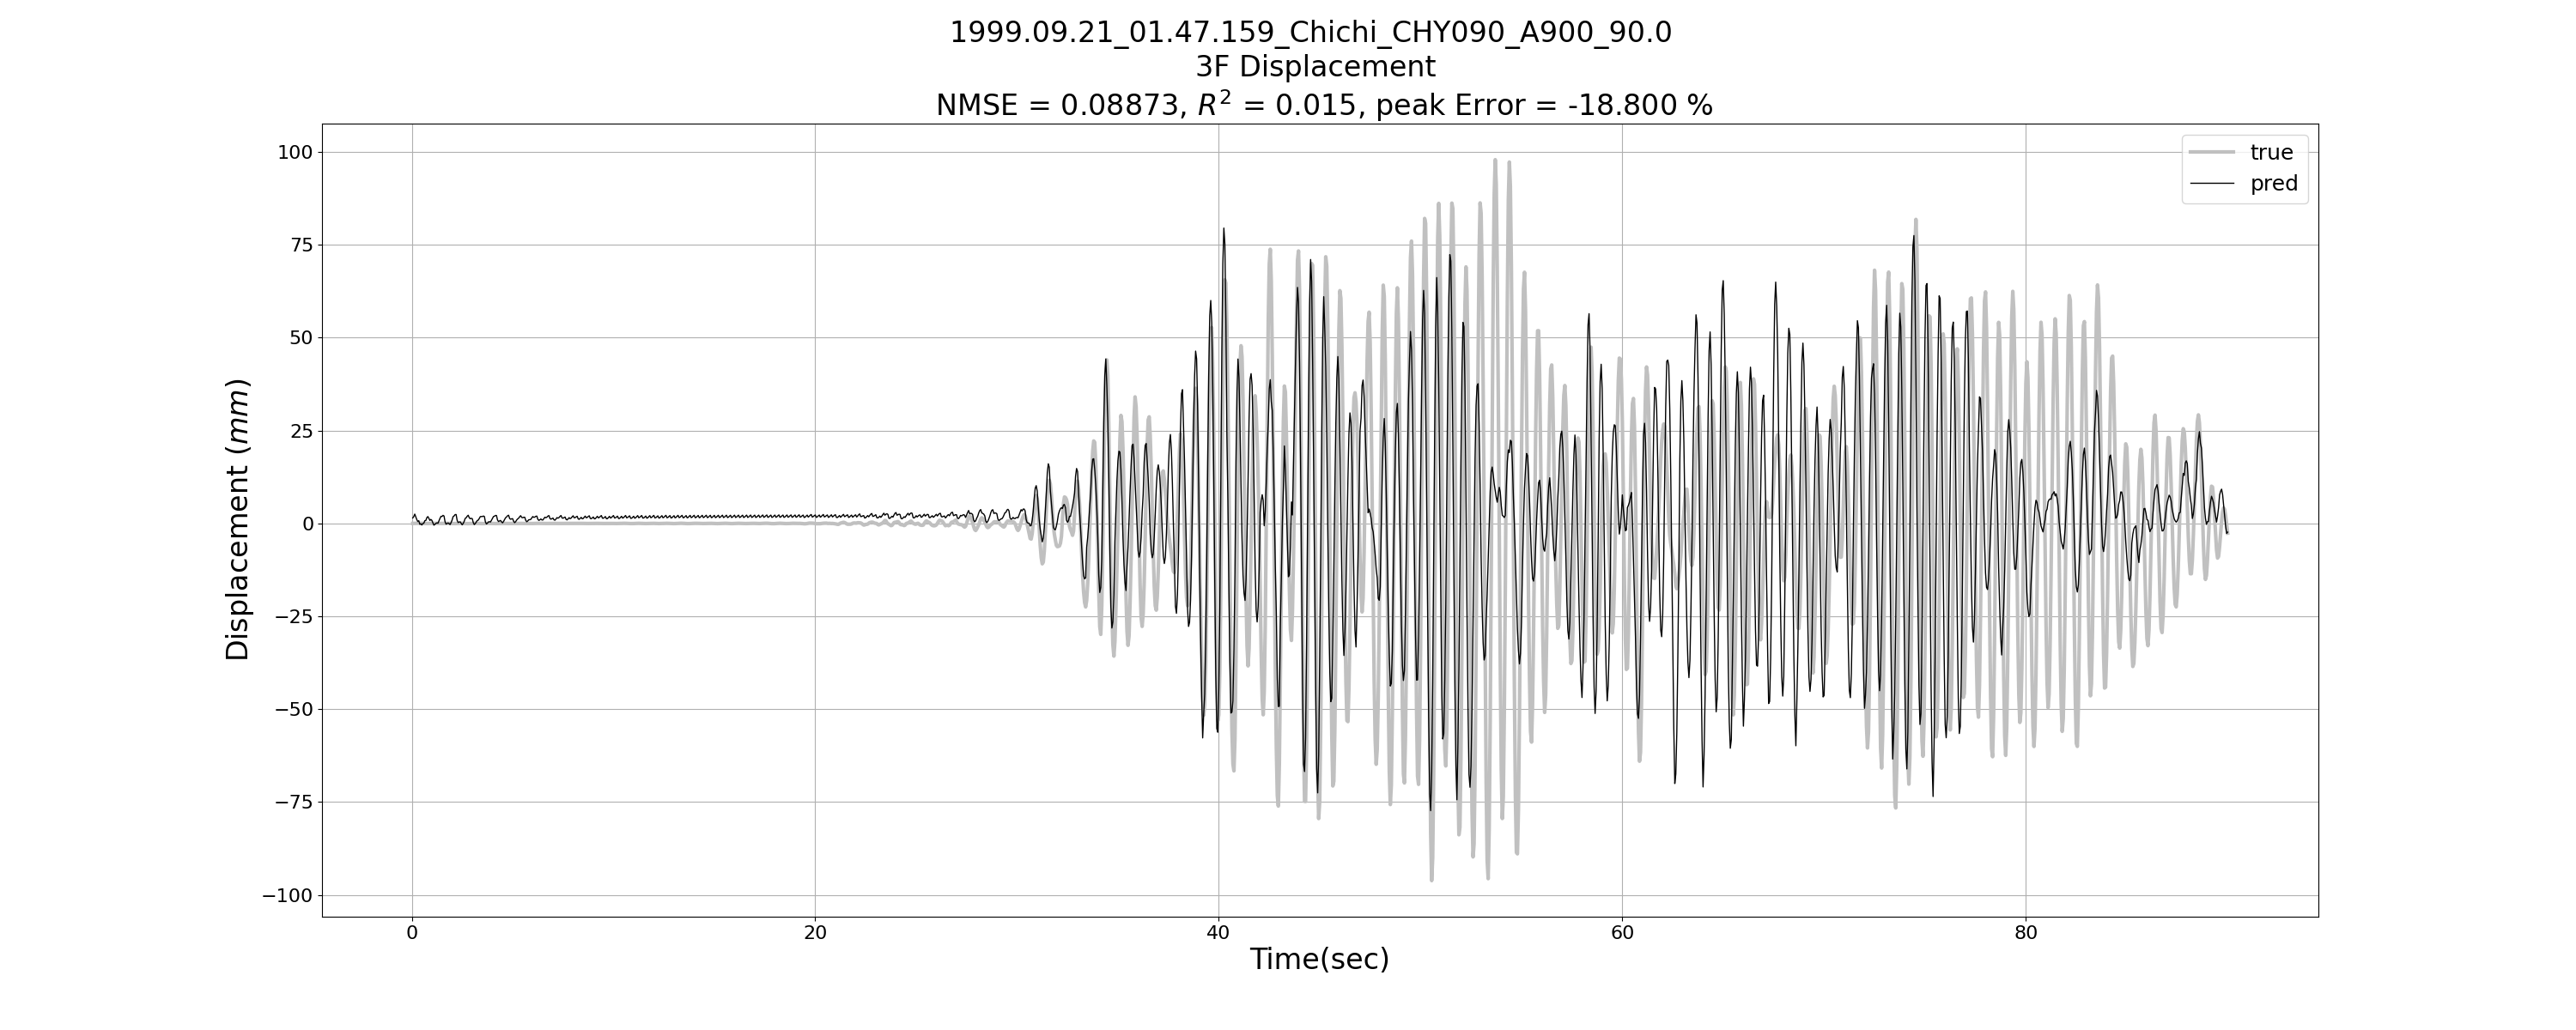 1999.09.21_01.47.159_Chichi_CHY090_A900_90.0
3F Displacement
NMSE = 0.08873, R² = 0.015, peak Error = -18.800 %
true
pred
100
75
50
25
0
−25
−50
−75
−100
Displacement (mm)
0 20 40 60 80
Time(sec)